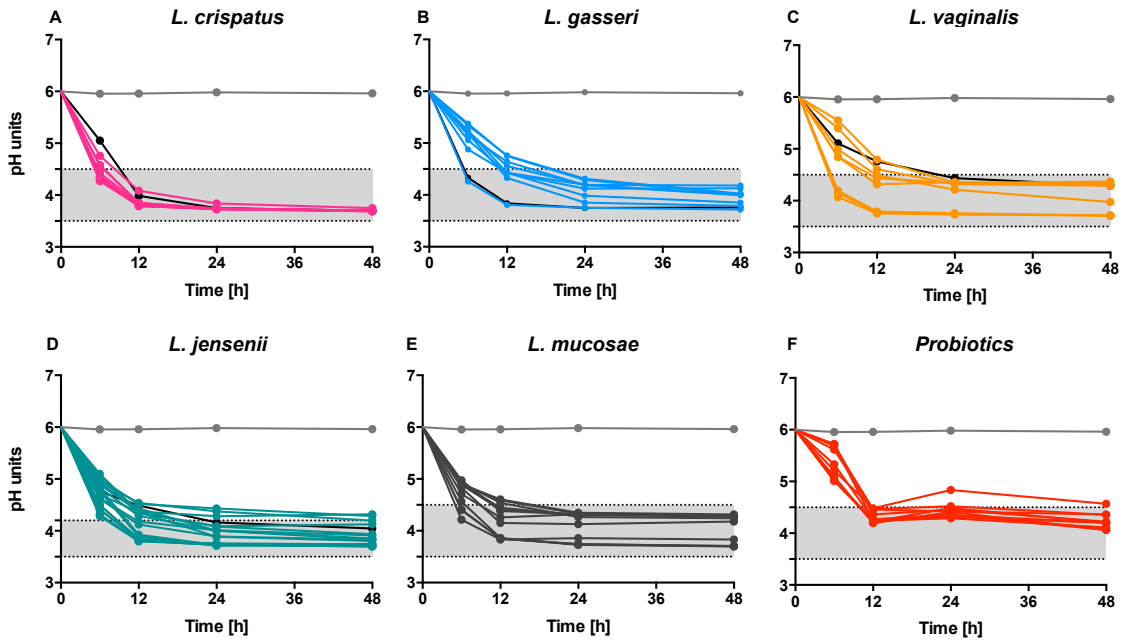 A L. crispatus
7
6
5
4
3
pH units
0 12 24 36 48
Time [h]
B L. gasseri
7
6
5
4
3
0 12 24 36 48
Time [h]
C L. vaginalis
7
6
5
4
3
0 12 24 36 48
Time [h]
D L. jensenii
7
6
5
4
3
pH units
0 12 24 36 48
Time [h]
E L. mucosae
7
6
5
4
3
0 12 24 36 48
Time [h]
F Probiotics
7
6
5
4
3
0 12 24 36 48
Time [h]